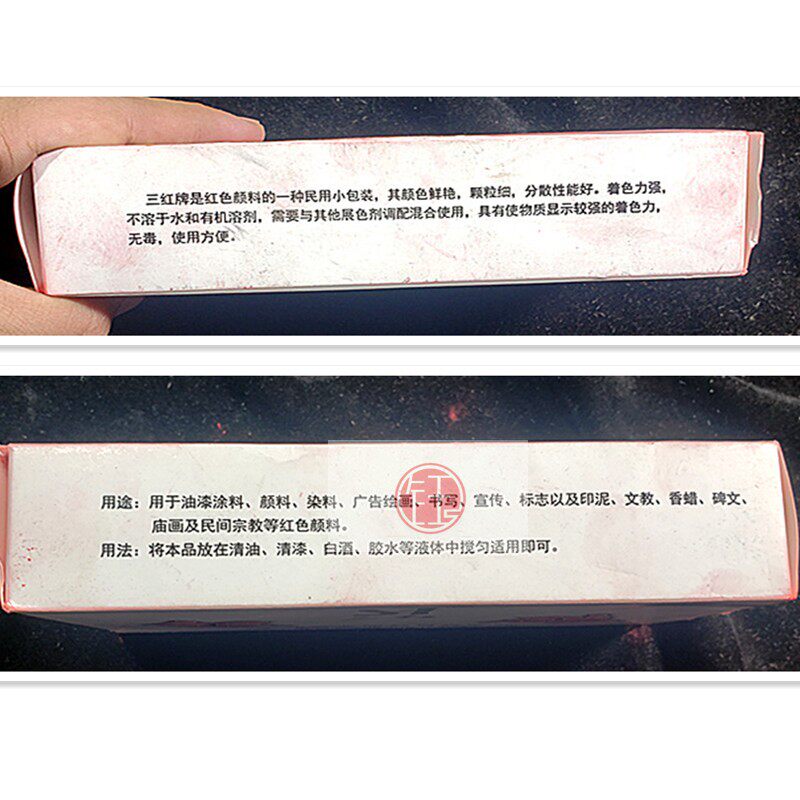 三红牌是红色颜料的一种民用小包装，其颜色鲜艳，颗粒细，分散性能好。着色力强，
不溶于水和有机溶剂，需要与其他展色剂调配混合使用，具有使物质显示较强的着色力，
无毒，使用方便。
用途：用于油漆涂料、颜料、染料、广告绘画、书写、宣传、标志以及印泥、文教、香蜡、碑文、
庙画及民间宗教等红色颜料。
用法：将本品放在清油、清漆、白酒、胶水等液体中搅匀适用即可。